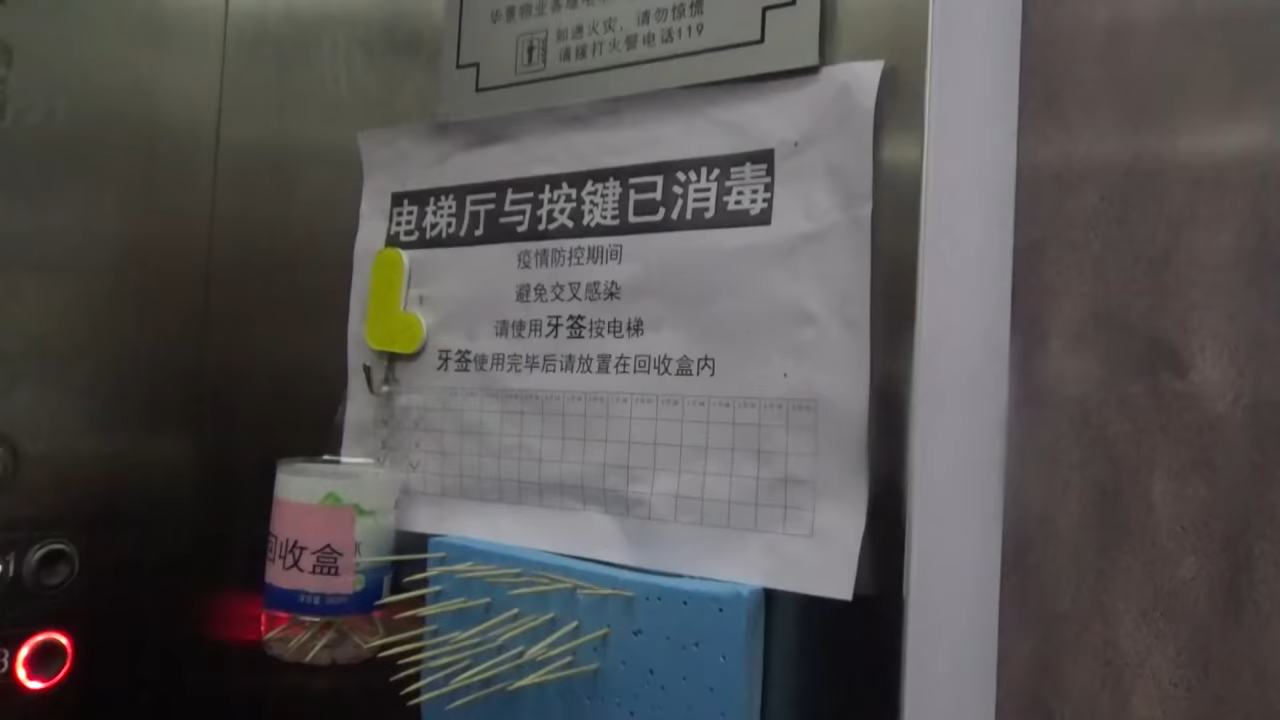 如遇火灾，请勿惊慌
请拨打火警电话119
电梯厅与按键已消毒
疫情防控期间
避免交叉感染
请使用牙签按电梯
牙签使用完毕后请放置在回收盒内
回收盒